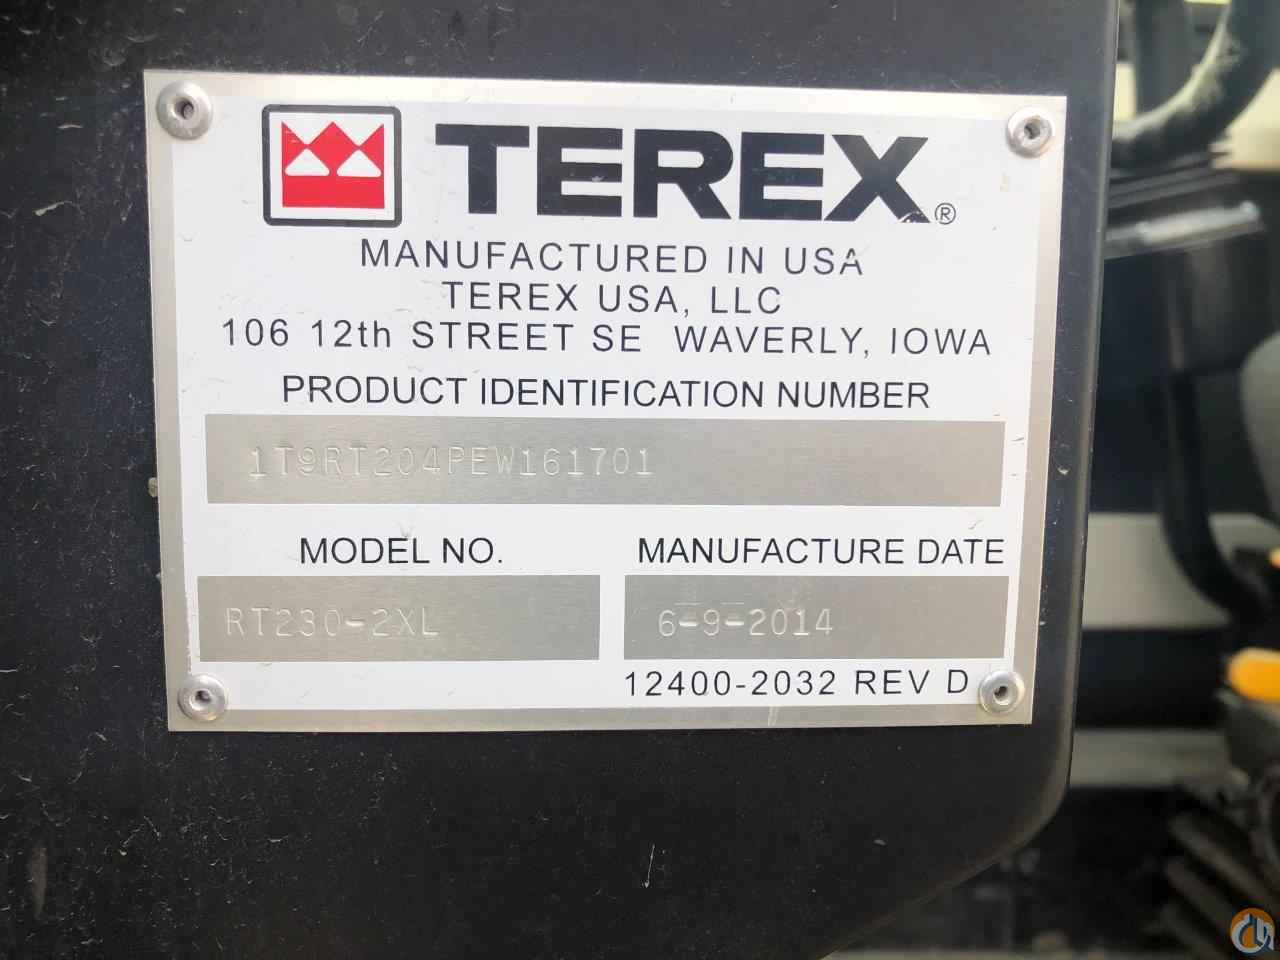 TEREX®
MANUFACTURED IN USA
TEREX USA, LLC
106 12th STREET SE WAVERLY, IOWA
PRODUCT IDENTIFICATION NUMBER
1T9RT204PEW161701
MODEL NO. MANUFACTURE DATE
RT230-2XL 6-9-2014
12400-2032 REV D